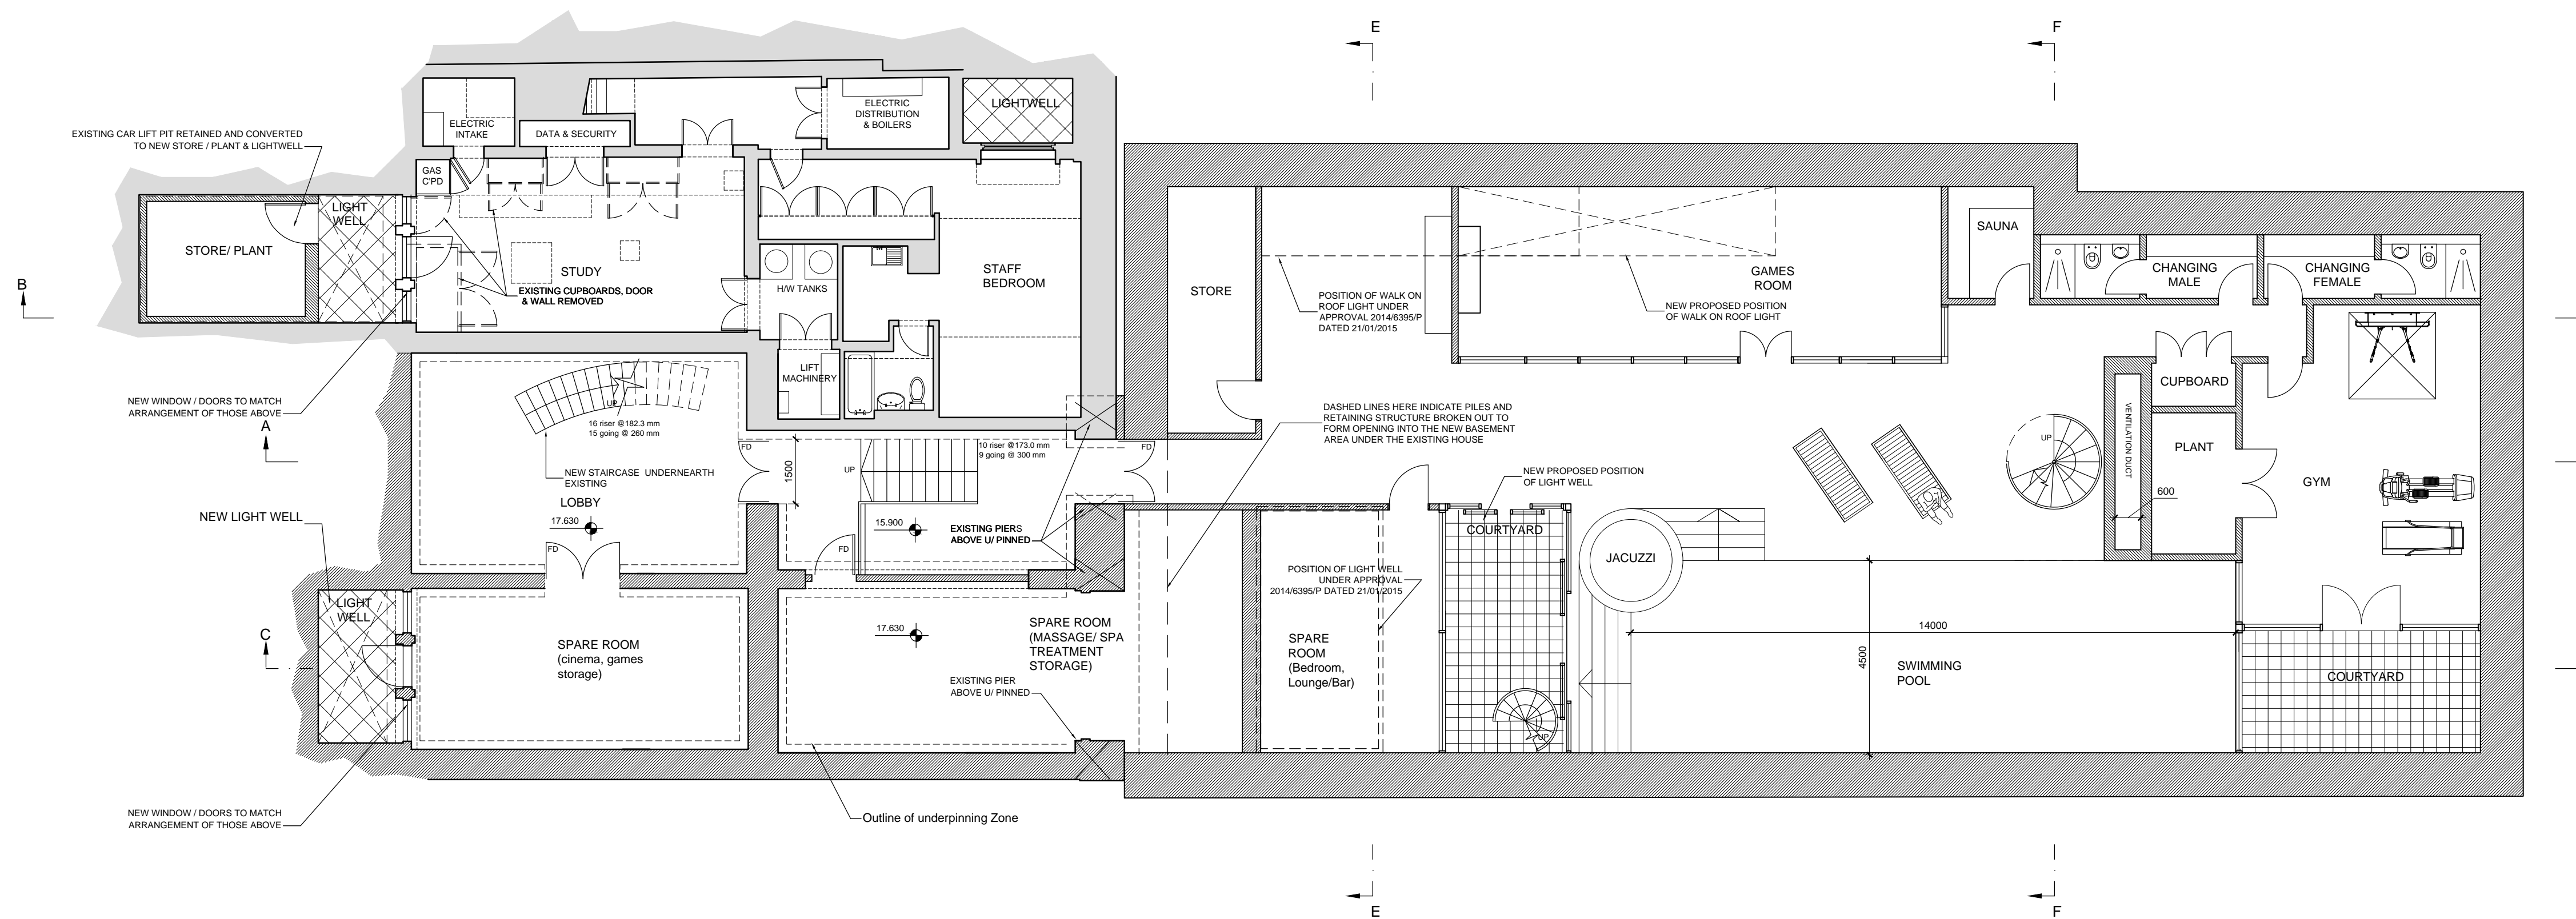 E
F
ELECTRIC
DISTRIBUTION
& BOILERS
LIGHTWELL
ELECTRIC
INTAKE
DATA & SECURITY
EXISTING CAR LIFT PIT RETAINED AND CONVERTED
TO NEW STORE / PLANT & LIGHTWELL
GAS
C'PD
LIGHT
WELL
STORE/ PLANT
STUDY
EXISTING CUPBOARDS, DOOR
& WALL REMOVED
H/W TANKS
STAFF
BEDROOM
B
STORE
POSITION OF WALK ON
ROOF LIGHT UNDER
APPROVAL 2014/6395/P
DATED 21/01/2015
GAMES
ROOM
NEW PROPOSED POSITION
OF WALK ON ROOF LIGHT
SAUNA
CHANGING
MALE
CHANGING
FEMALE
LIFT
MACHINERY
CUPBOARD
VENTILATION DUCT
NEW WINDOW / DOORS TO MATCH
ARRANGEMENT OF THOSE ABOVE
UP
16 riser @182.3 mm
15 going @ 260 mm
A
DASHED LINES HERE INDICATE PILES AND
RETAINING STRUCTURE BROKEN OUT TO
FORM OPENING INTO THE NEW BASEMENT
AREA UNDER THE EXISTING HOUSE
FD
1500
UP
10 riser @173.0 mm
9 going @ 300 mm
FD
UP
PLANT
NEW STAIRCASE UNDERNEARTH
EXISTING
LOBBY
17.630
NEW PROPOSED POSITION
OF LIGHT WELL
GYM
600
NEW LIGHT WELL
15.900
EXISTING PIERS
ABOVE U/ PINNED
COURTYARD
FD
FD
JACUZZI
POSITION OF LIGHT WELL
UNDER APPROVAL
2014/6395/P DATED 21/01/2015
LIGHT
WELL
C
17.630
SPARE ROOM
(MASSAGE/ SPA
TREATMENT
STORAGE)
SPARE ROOM
(cinema, games
storage)
SPARE
ROOM
(Bedroom,
Lounge/Bar)
14000
4500
SWIMMING
POOL
COURTYARD
EXISTING PIER
ABOVE U/ PINNED
UP
NEW WINDOW / DOORS TO MATCH
ARRANGEMENT OF THOSE ABOVE
Outline of underpinning Zone
E
F